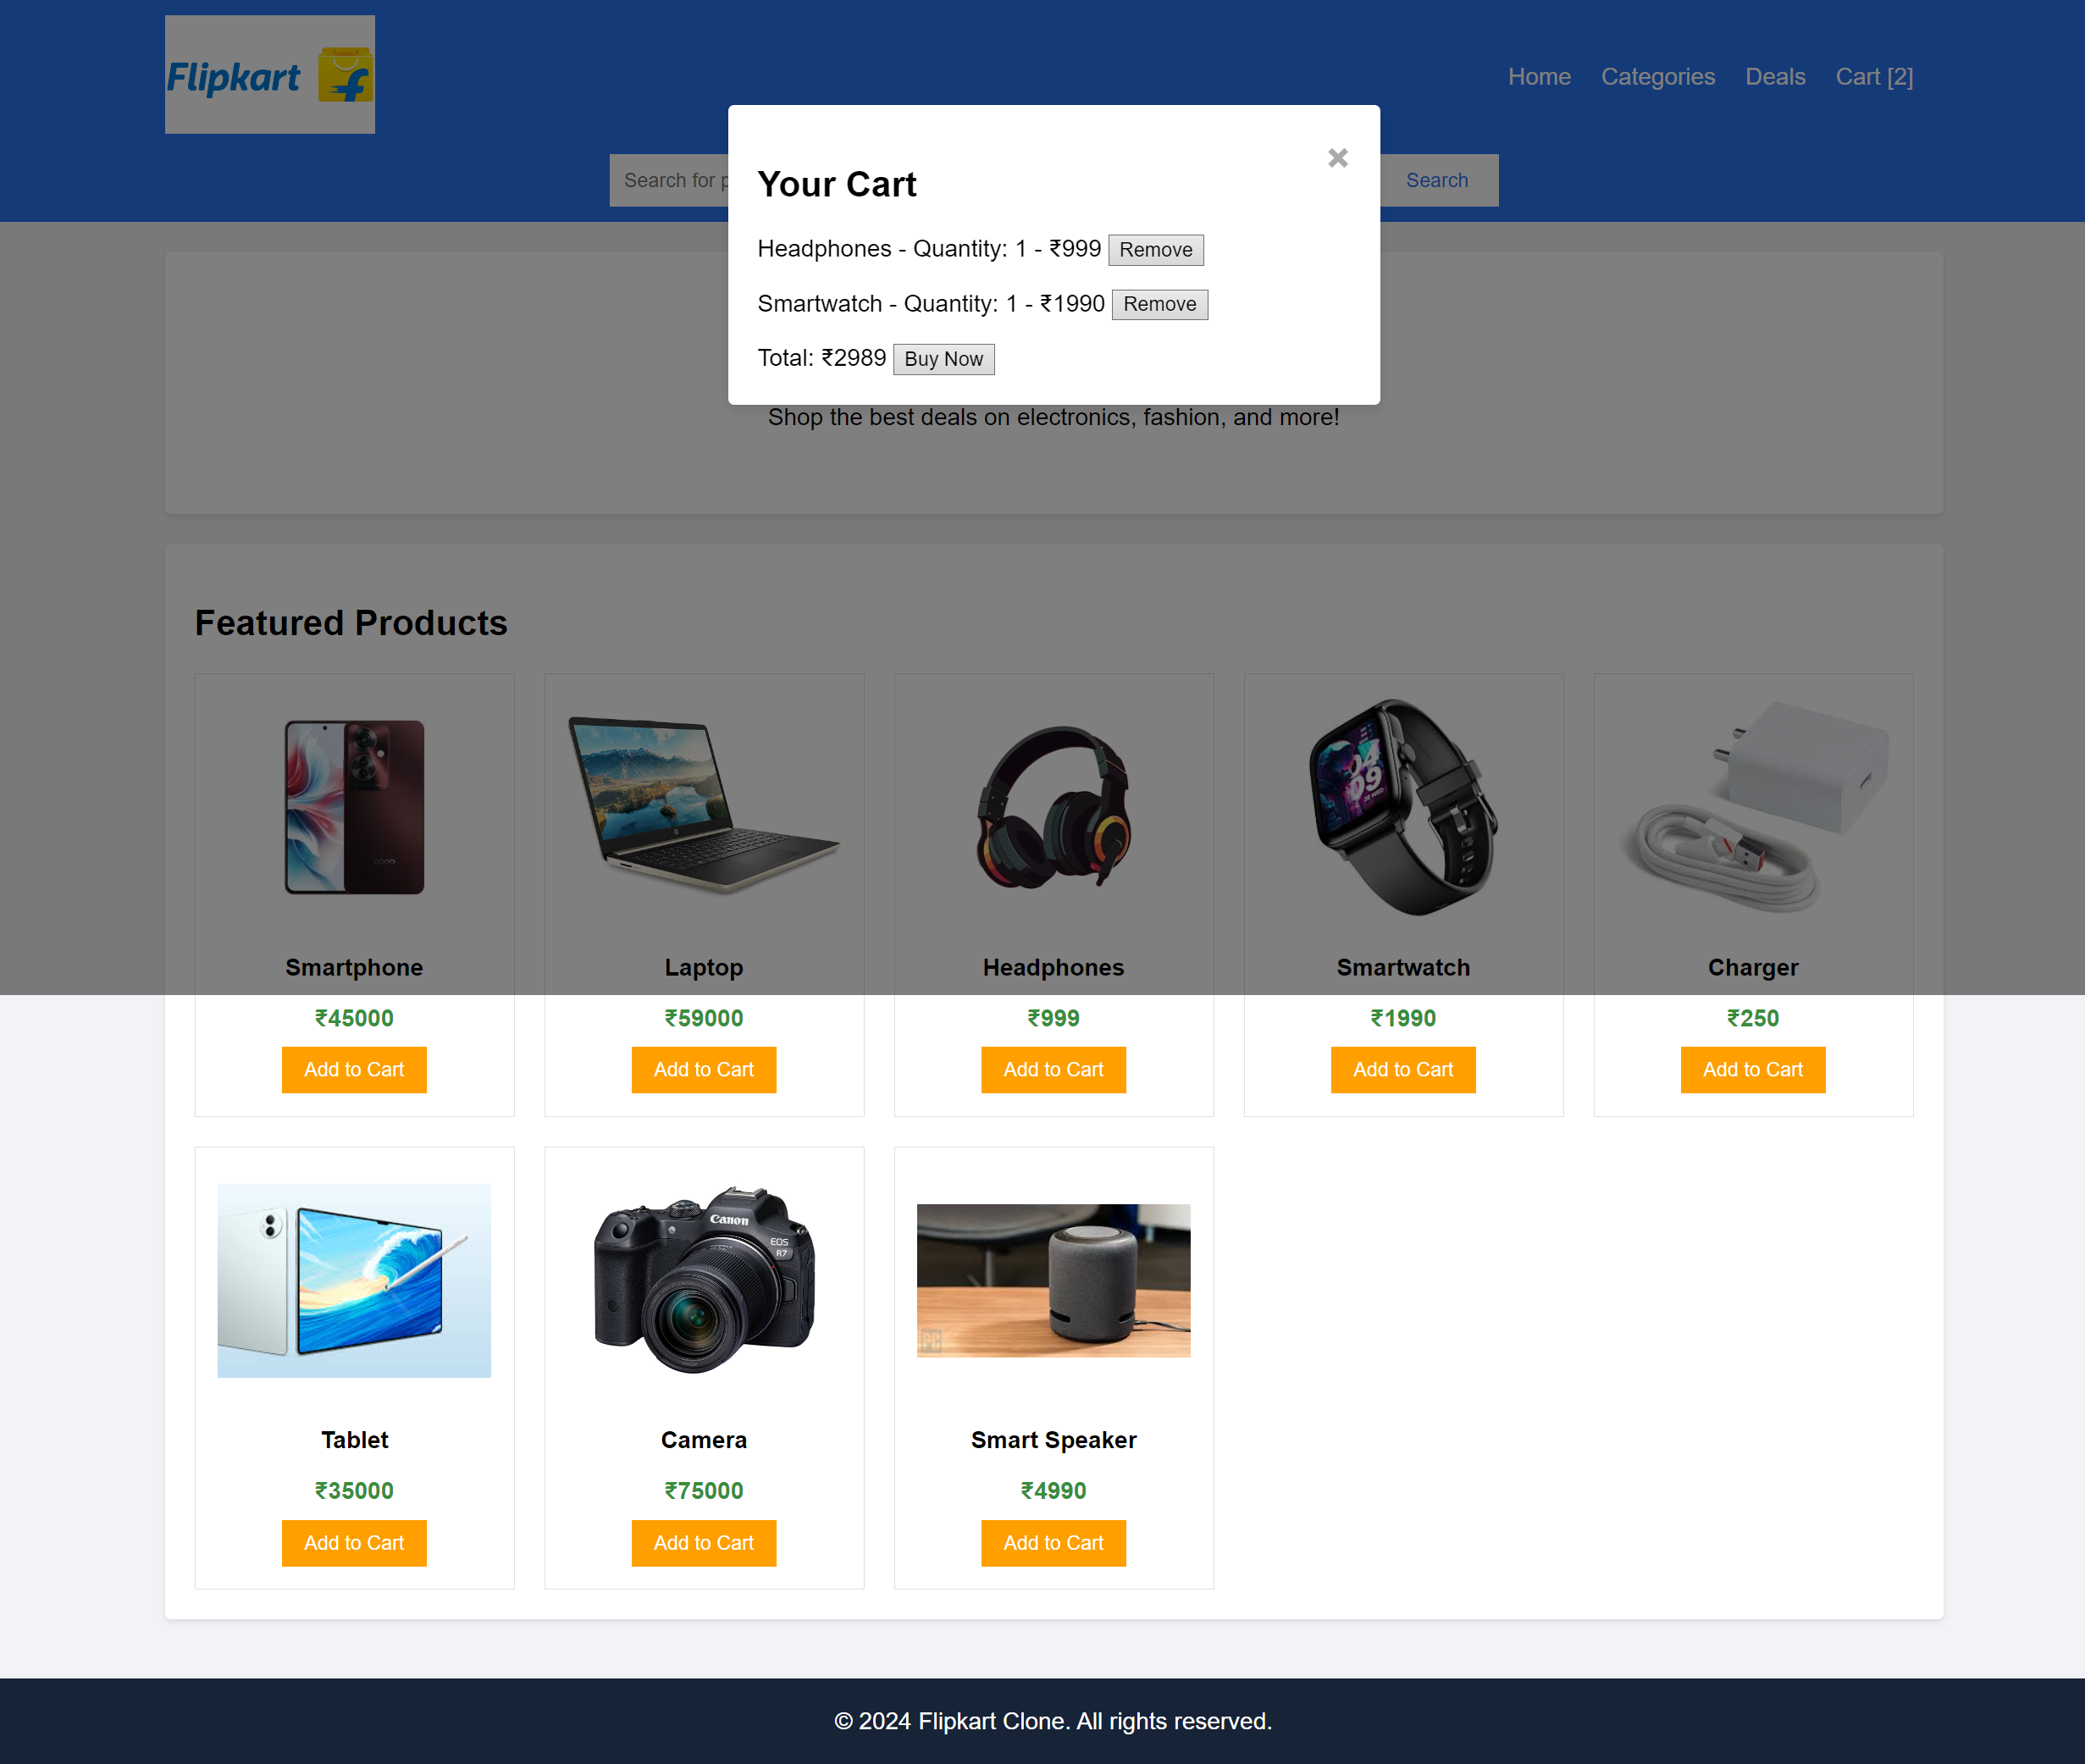 Flipkart
Home Categories Deals Cart [2]
Search for p
Search
Your Cart
×
Headphones - Quantity: 1 - ₹999 Remove
Smartwatch - Quantity: 1 - ₹1990 Remove
Total: ₹2989 Buy Now
Shop the best deals on electronics, fashion, and more!
Featured Products
oppo
04
09
Smartphone
Laptop
Headphones
Smartwatch
Charger
₹45000
₹59000
₹999
₹1990
₹250
Add to Cart
Add to Cart
Add to Cart
Add to Cart
Add to Cart
Canon
EOS
R7
Tablet
Camera
Smart Speaker
₹35000
₹75000
₹4990
Add to Cart
Add to Cart
Add to Cart
© 2024 Flipkart Clone. All rights reserved.